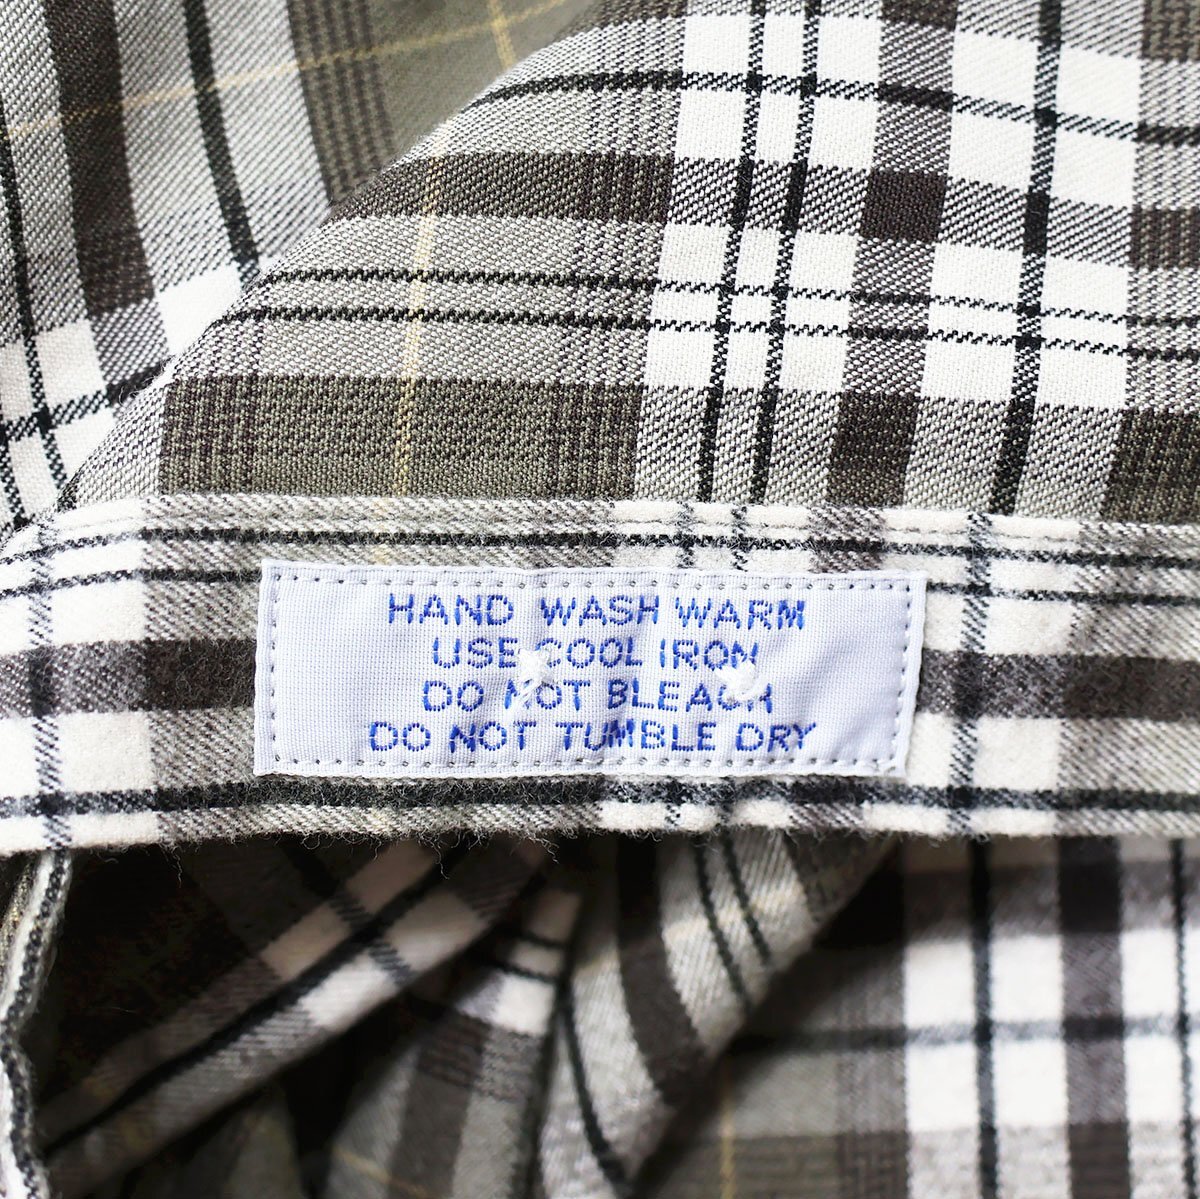 HAND WASH WARM
USE COOL IRON
DO NOT BLEACH
DO NOT TUMBLE DRY